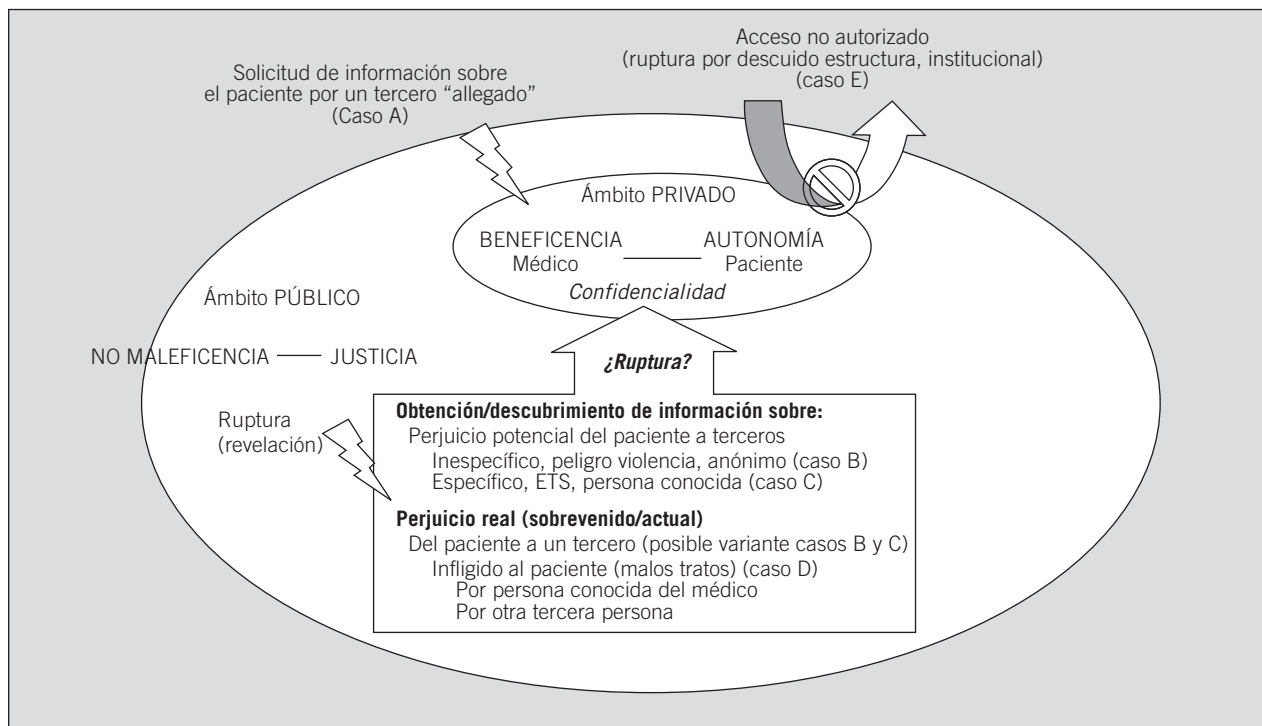 Solicitud de información sobre
el paciente por un tercero “allegado”
(Caso A)
Acceso no autorizado
(ruptura por descuido estructura, institucional)
(caso E)
Ámbito PRIVADO
BENEFICENCIA AUTONOMÍA
Médico Paciente
Confidencialidad
Ámbito PÚBLICO
NO MALEFICENCIA JUSTICIA
¿Ruptura?
Ruptura
(revelación)
Obtención/descubrimiento de información sobre:
Perjuicio potencial del paciente a terceros
Inespecífico, peligro violencia, anónimo (caso B)
Específico, ETS, persona conocida (caso C)
Perjuicio real (sobrevenido/actual)
Del paciente a un tercero (posible variante casos B y C)
Infligido al paciente (malos tratos) (caso D)
Por persona conocida del médico
Por otra tercera persona